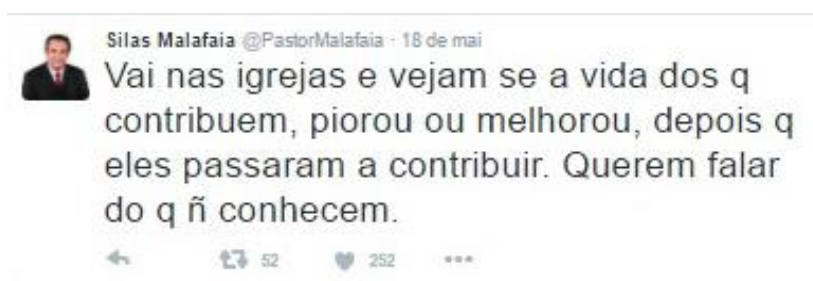 Silas Malafaia @PastorMalafaia · 18 de mai
Vai nas igrejas e vejam se a vida dos q
contribuem, piorou ou melhorou, depois q
eles passaram a contribuir. Querem falar
do q ñ conhecem.
52 252